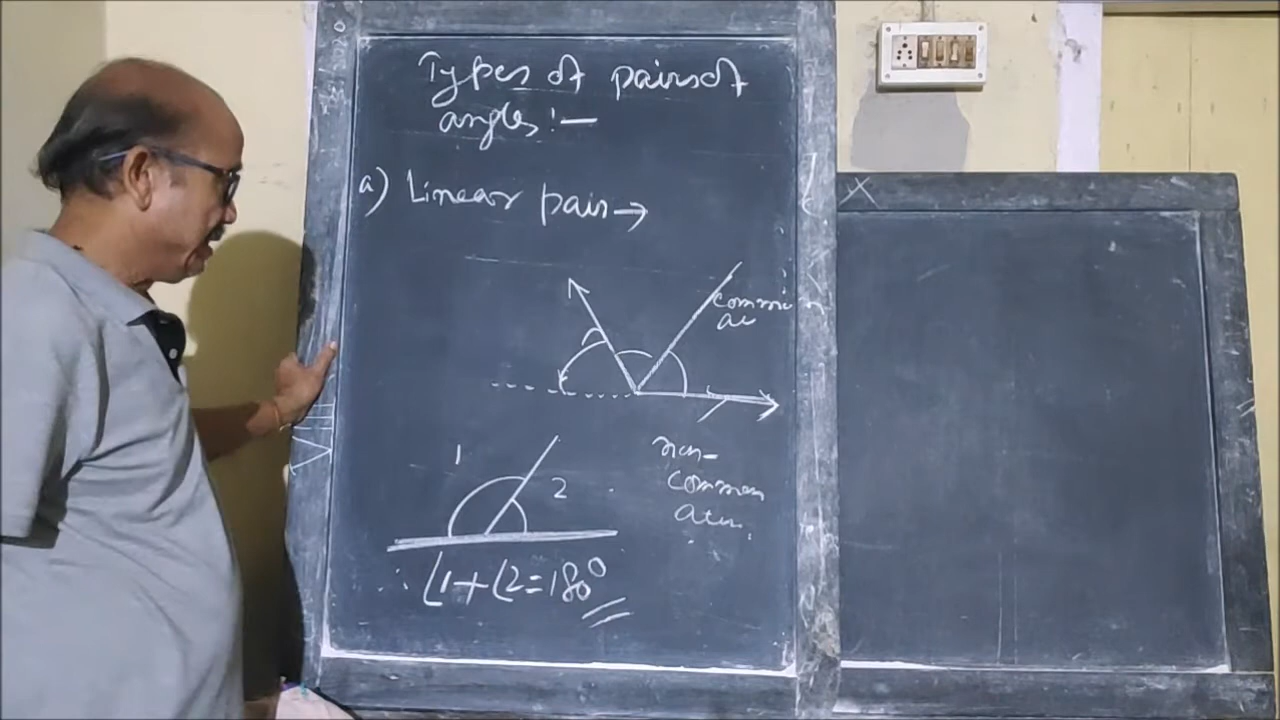 Types of pairs of
angles :—
a) Linear pair →
common
non-
common
1
2
∴ ∠1+∠2=180°